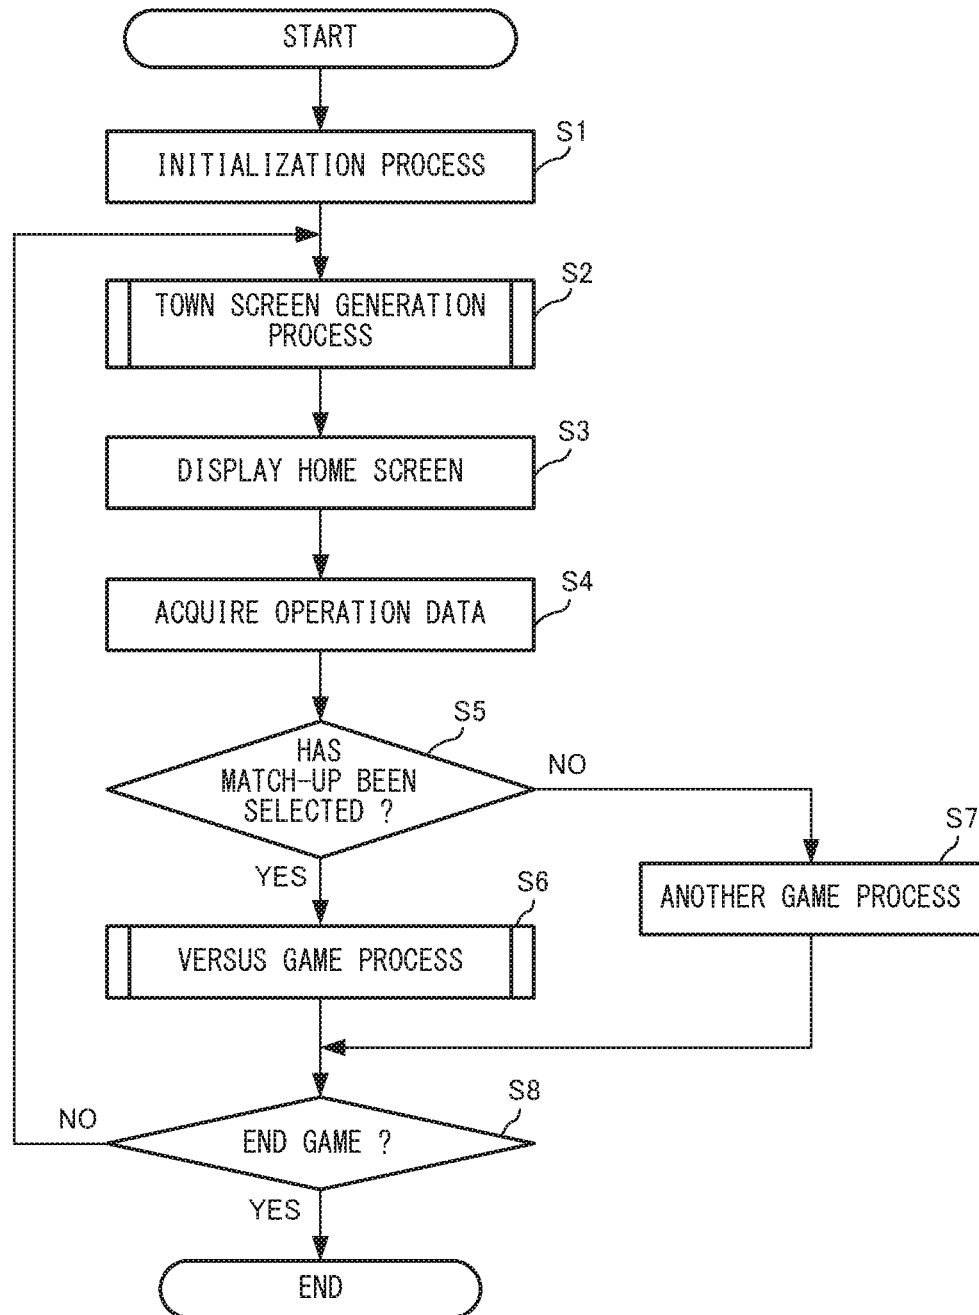 START
S1
INITIALIZATION PROCESS
S2
TOWN SCREEN GENERATION
PROCESS
S3
DISPLAY HOME SCREEN
S4
ACQUIRE OPERATION DATA
S5
HAS
MATCH-UP BEEN
SELECTED ?
NO
YES
S7
ANOTHER GAME PROCESS
S6
VERSUS GAME PROCESS
S8
NO
END GAME ?
YES
END